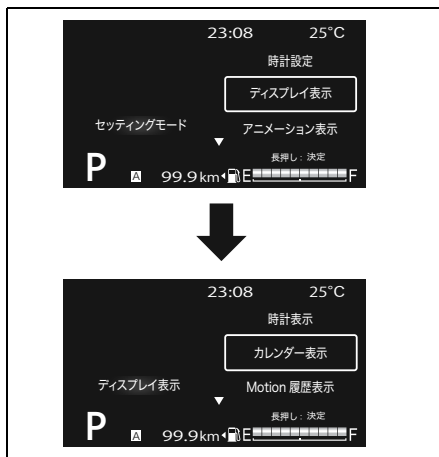 23:08 25°C
時計設定
ディスプレイ表示
セッティングモード
アニメーション表示
長押し：決定
P A 99.9km E F
23:08 25°C
時計表示
カレンダー表示
ディスプレイ表示
Motion 履歴表示
長押し：決定
P A 99.9km E F